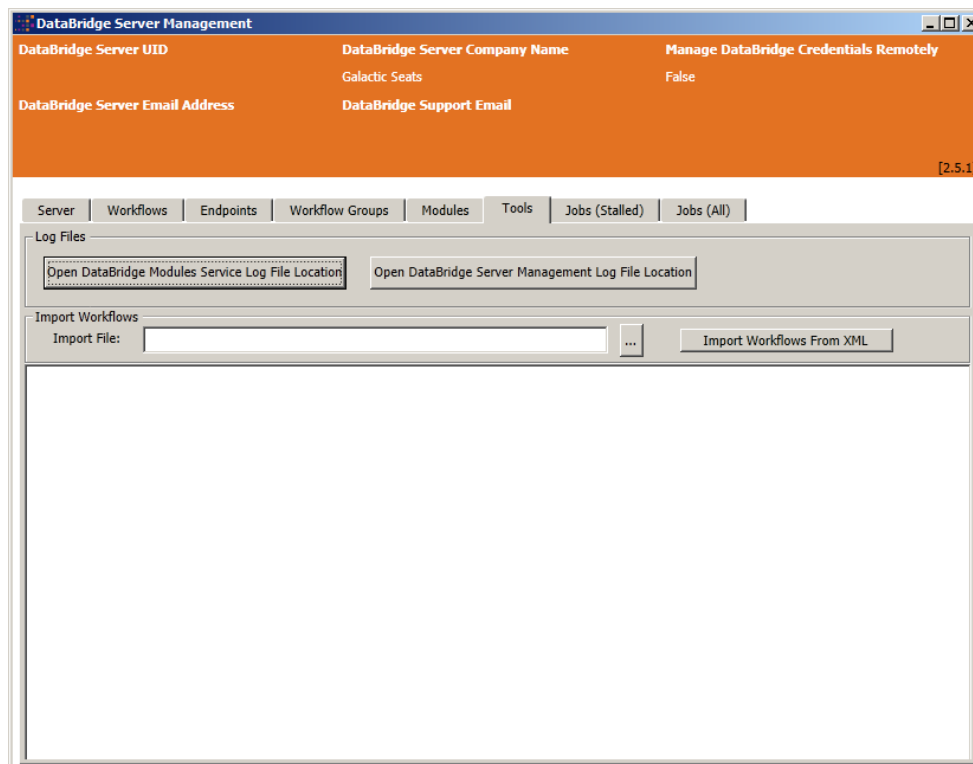 DataBridge Server Management
DataBridge Server UID DataBridge Server Company Name Manage DataBridge Credentials Remotely
Galactic Seats False
DataBridge Server Email Address DataBridge Support Email
[2.5.1
Server Workflows Endpoints Workflow Groups Modules Tools Jobs (Stalled) Jobs (All)
Log Files
Open DataBridge Modules Service Log File Location Open DataBridge Server Management Log File Location
Import Workflows
Import File: ... Import Workflows From XML